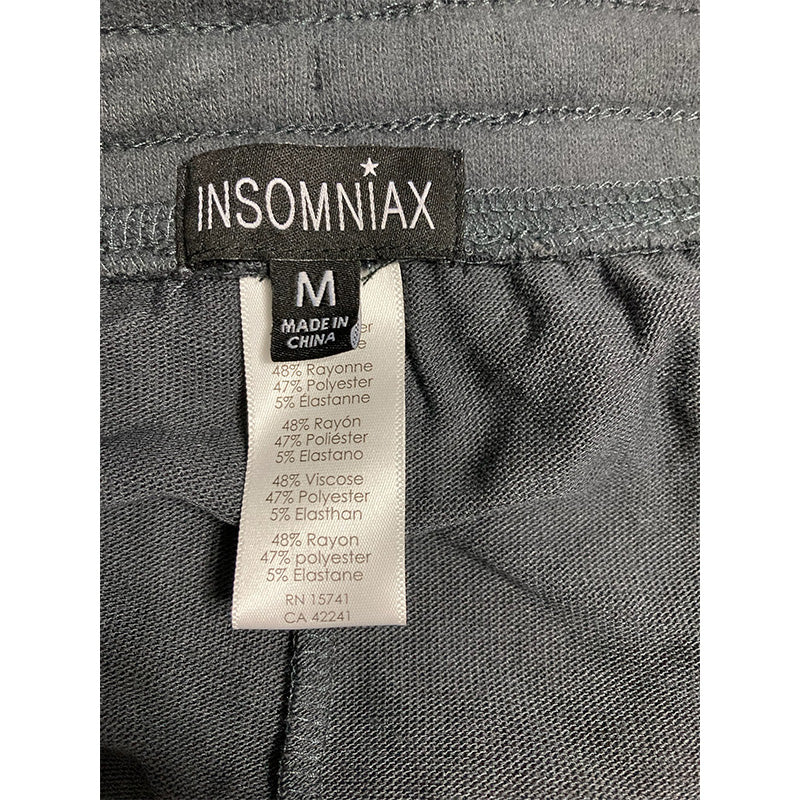 INSOMNIAX
M
MADE IN
CHINA
48% Rayonne
47% Polyester
5% Élastanne
48% Rayón
47% Poliéster
5% Elastano
48% Viscose
47% Polyester
5% Elasthan
48% Rayon
47% polyester
5% Elastane
RN 15741
CA 42241